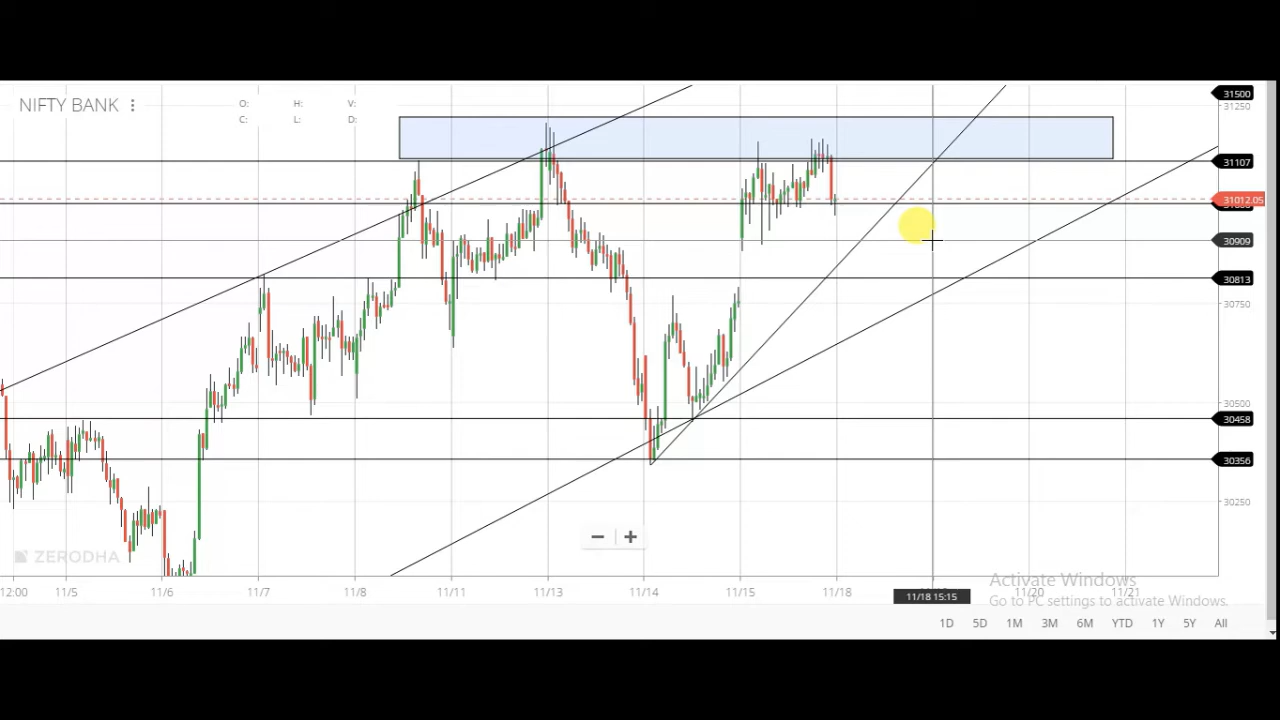 NIFTY BANK
O: H: V:
C: L: D:
31500
31250
31107
31012.05
30909
30813
30750
30500
30458
30356
30250
ZERODHA
12:00 11/5 11/6 11/7 11/8 11/11 11/13 11/14 11/15 11/18 11/18 15:15 11/20 11/21
Activate Windows
Go to PC settings to activate Windows.
1D 5D 1M 3M 6M YTD 1Y 5Y All